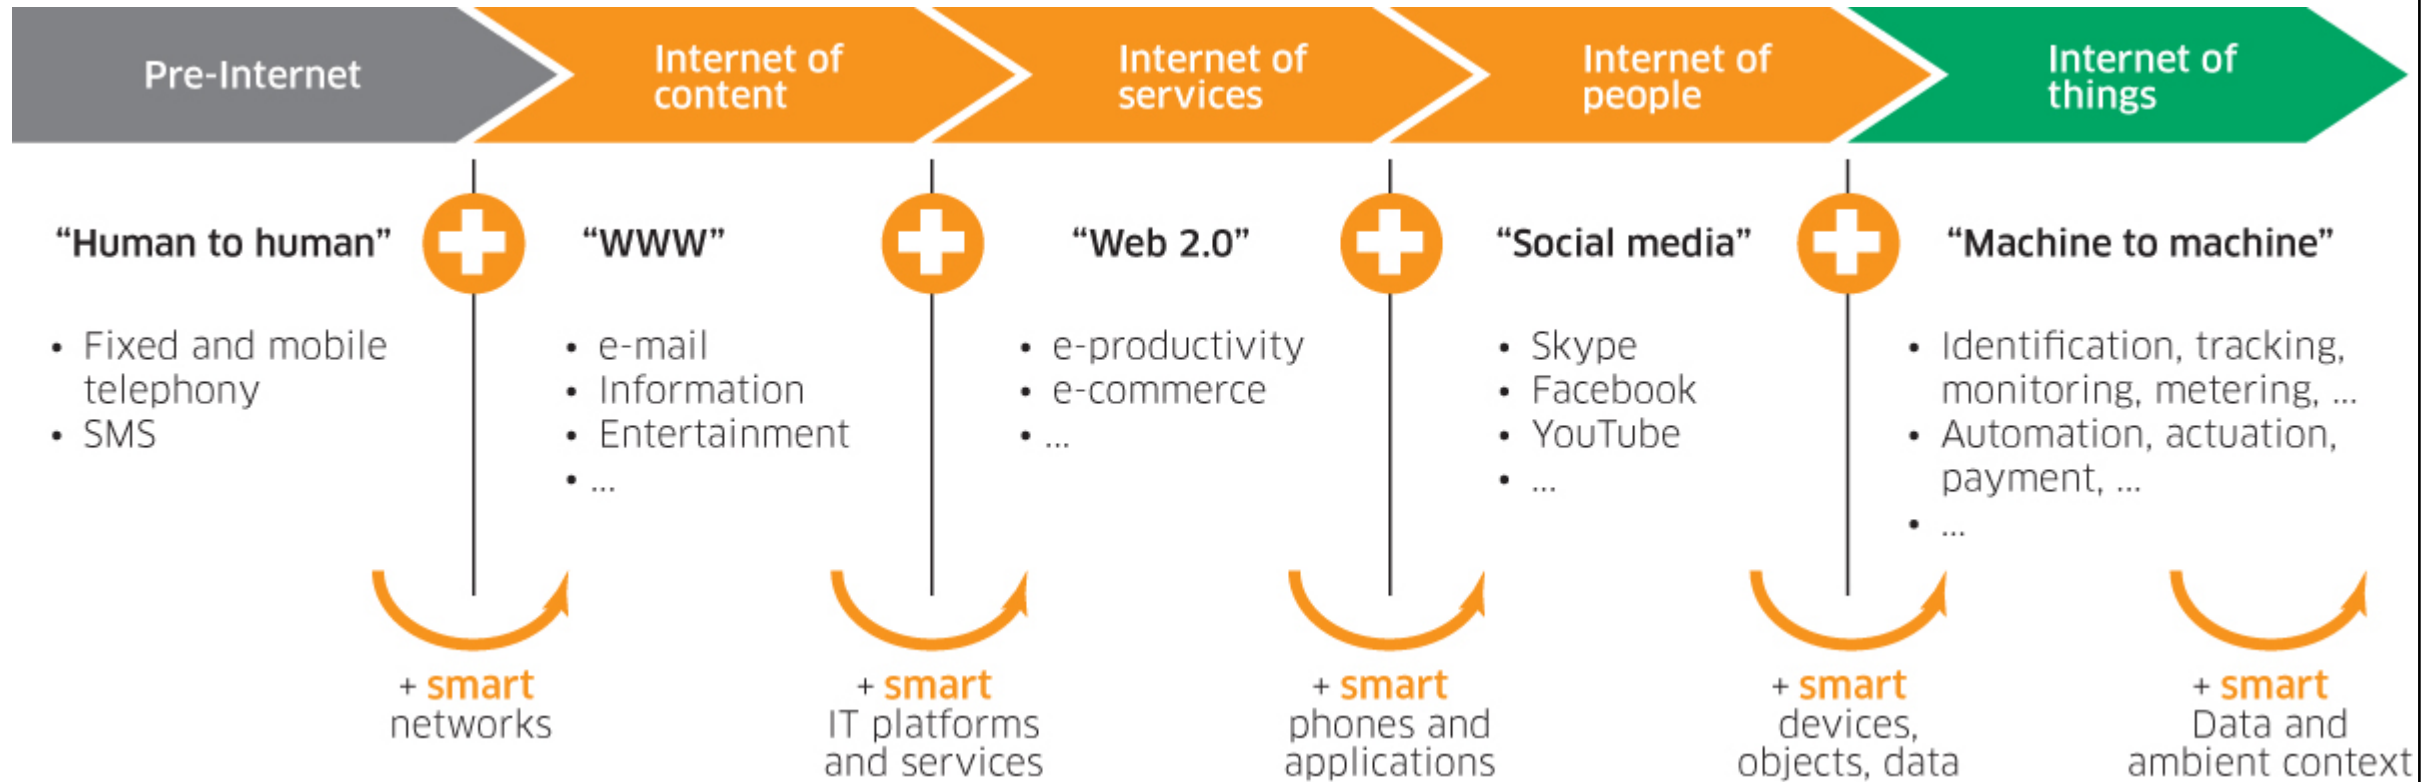 Pre-Internet
Internet of
content
Internet of
services
Internet of
people
Internet of
things
“Human to human”
“WWW”
“Web 2.0”
“Social media”
“Machine to machine”
• Fixed and mobile
telephony
• SMS
• e-mail
• Information
• Entertainment
• ...
• e-productivity
• e-commerce
• ...
• Skype
• Facebook
• YouTube
• ...
• Identification, tracking,
monitoring, metering, ...
• Automation, actuation,
payment, ...
• ...
+ smart
networks
+ smart
IT platforms
and services
+ smart
phones and
applications
+ smart
devices,
objects, data
+ smart
Data and
ambient context